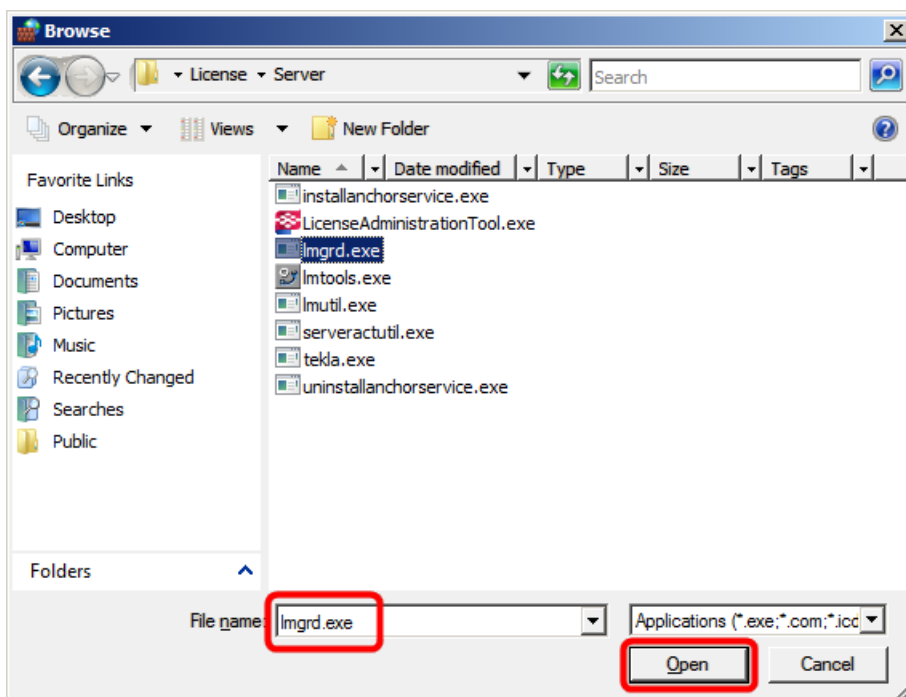 Browse
License Server
Search
Organize Views New Folder
Favorite Links
Desktop
Computer
Documents
Pictures
Music
Recently Changed
Searches
Public
Folders
Name Date modified Type Size Tags
installanchorservice.exe
LicenseAdministrationTool.exe
lmgrd.exe
lmtools.exe
lmutil.exe
serveractutil.exe
tekla.exe
uninstallanchorservice.exe
File name: lmgrd.exe
Applications (*.exe;*.com;*.icd
Open Cancel